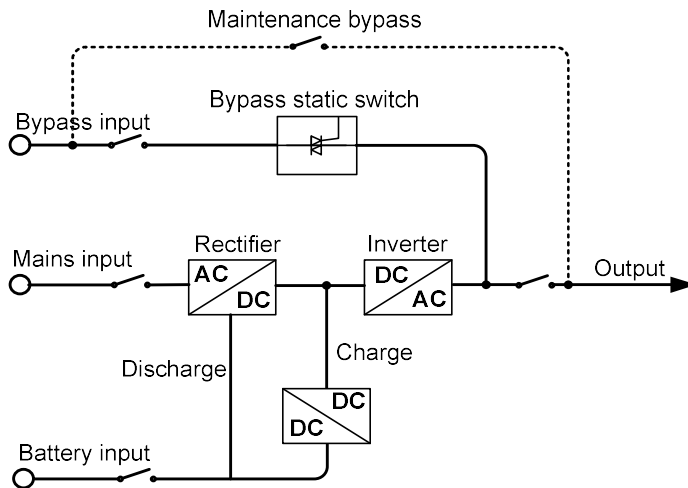 Maintenance bypass
Bypass static switch
Bypass input
Rectifier
Inverter
Mains input
AC
DC
DC
AC
Output
Discharge
Charge
DC
DC
Battery input